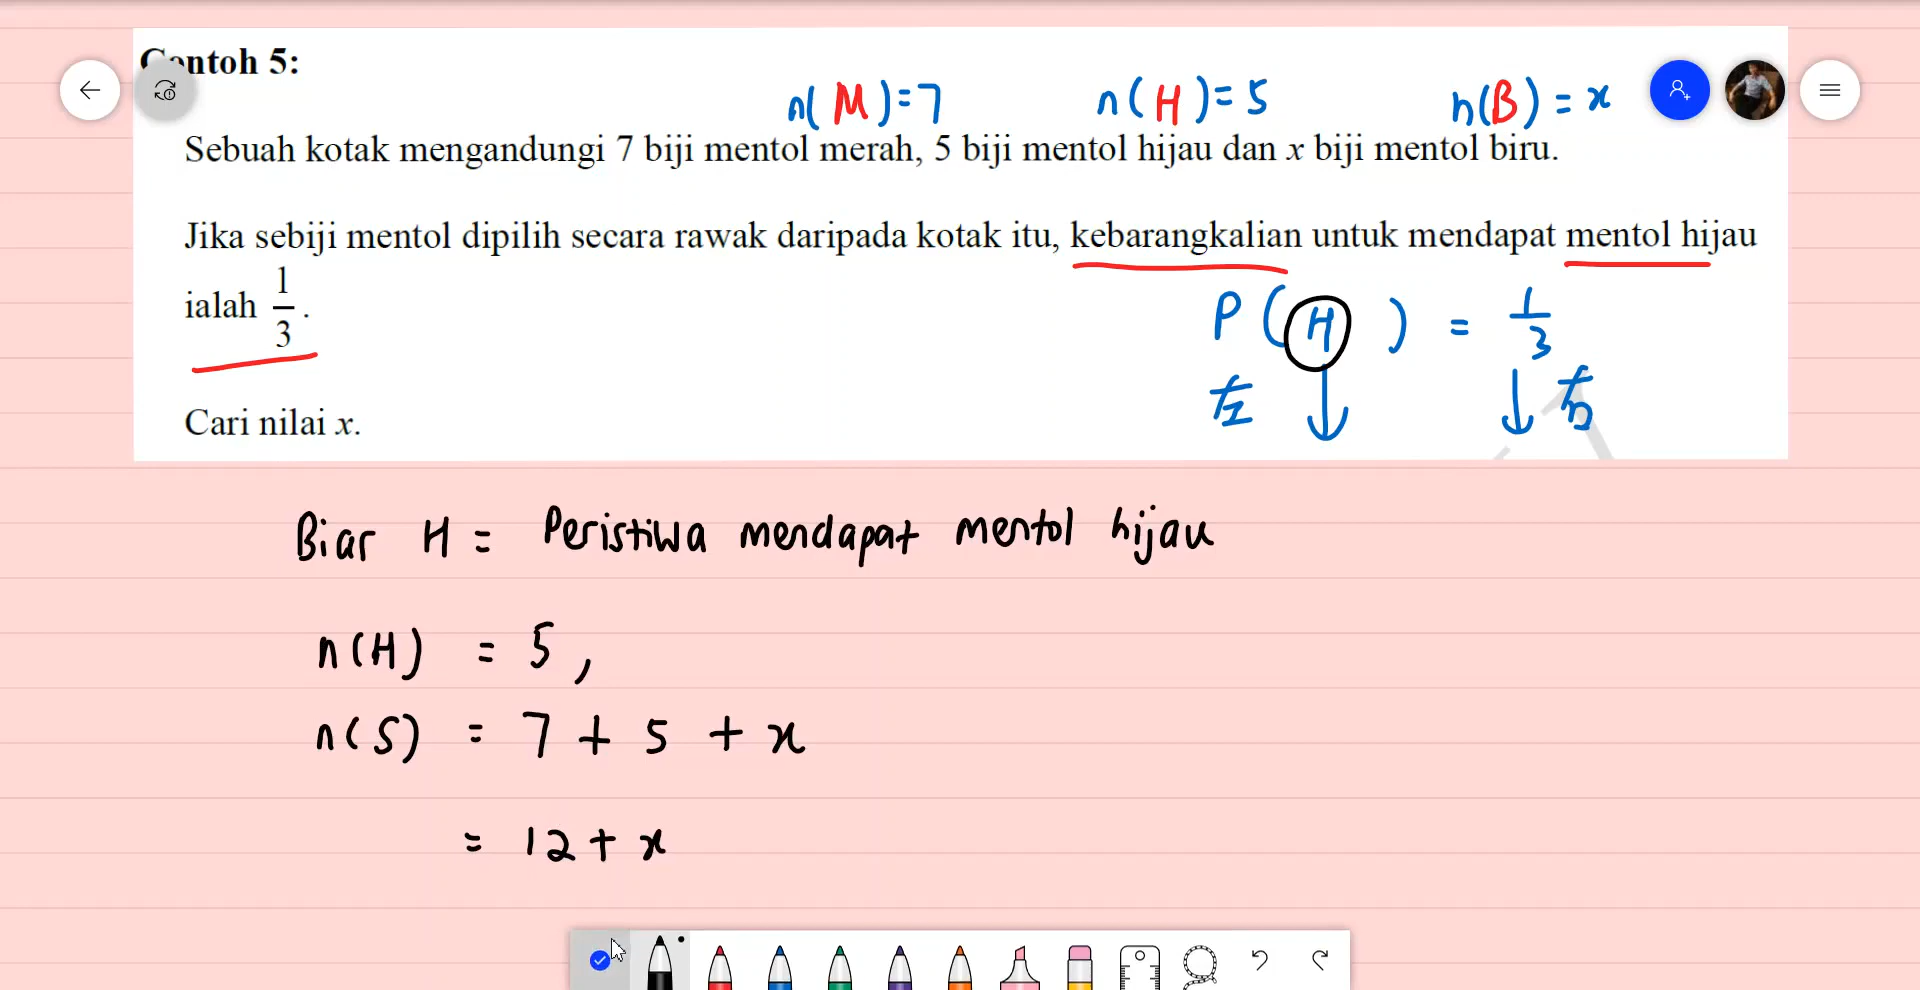 Contoh 5:
n(M)=7 n(H)=5 n(B)=x
Sebuah kotak mengandungi 7 biji mentol merah, 5 biji mentol hijau dan x biji mentol biru.
Jika sebiji mentol dipilih secara rawak daripada kotak itu, kebarangkalian untuk mendapat mentol hijau
ialah 1/3.
P(H) = 1/3
左 右
Cari nilai x.
Biar H = Peristiwa mendapat mentol hijau
n(H) = 5,
n(S) = 7 + 5 + x
= 12 + x